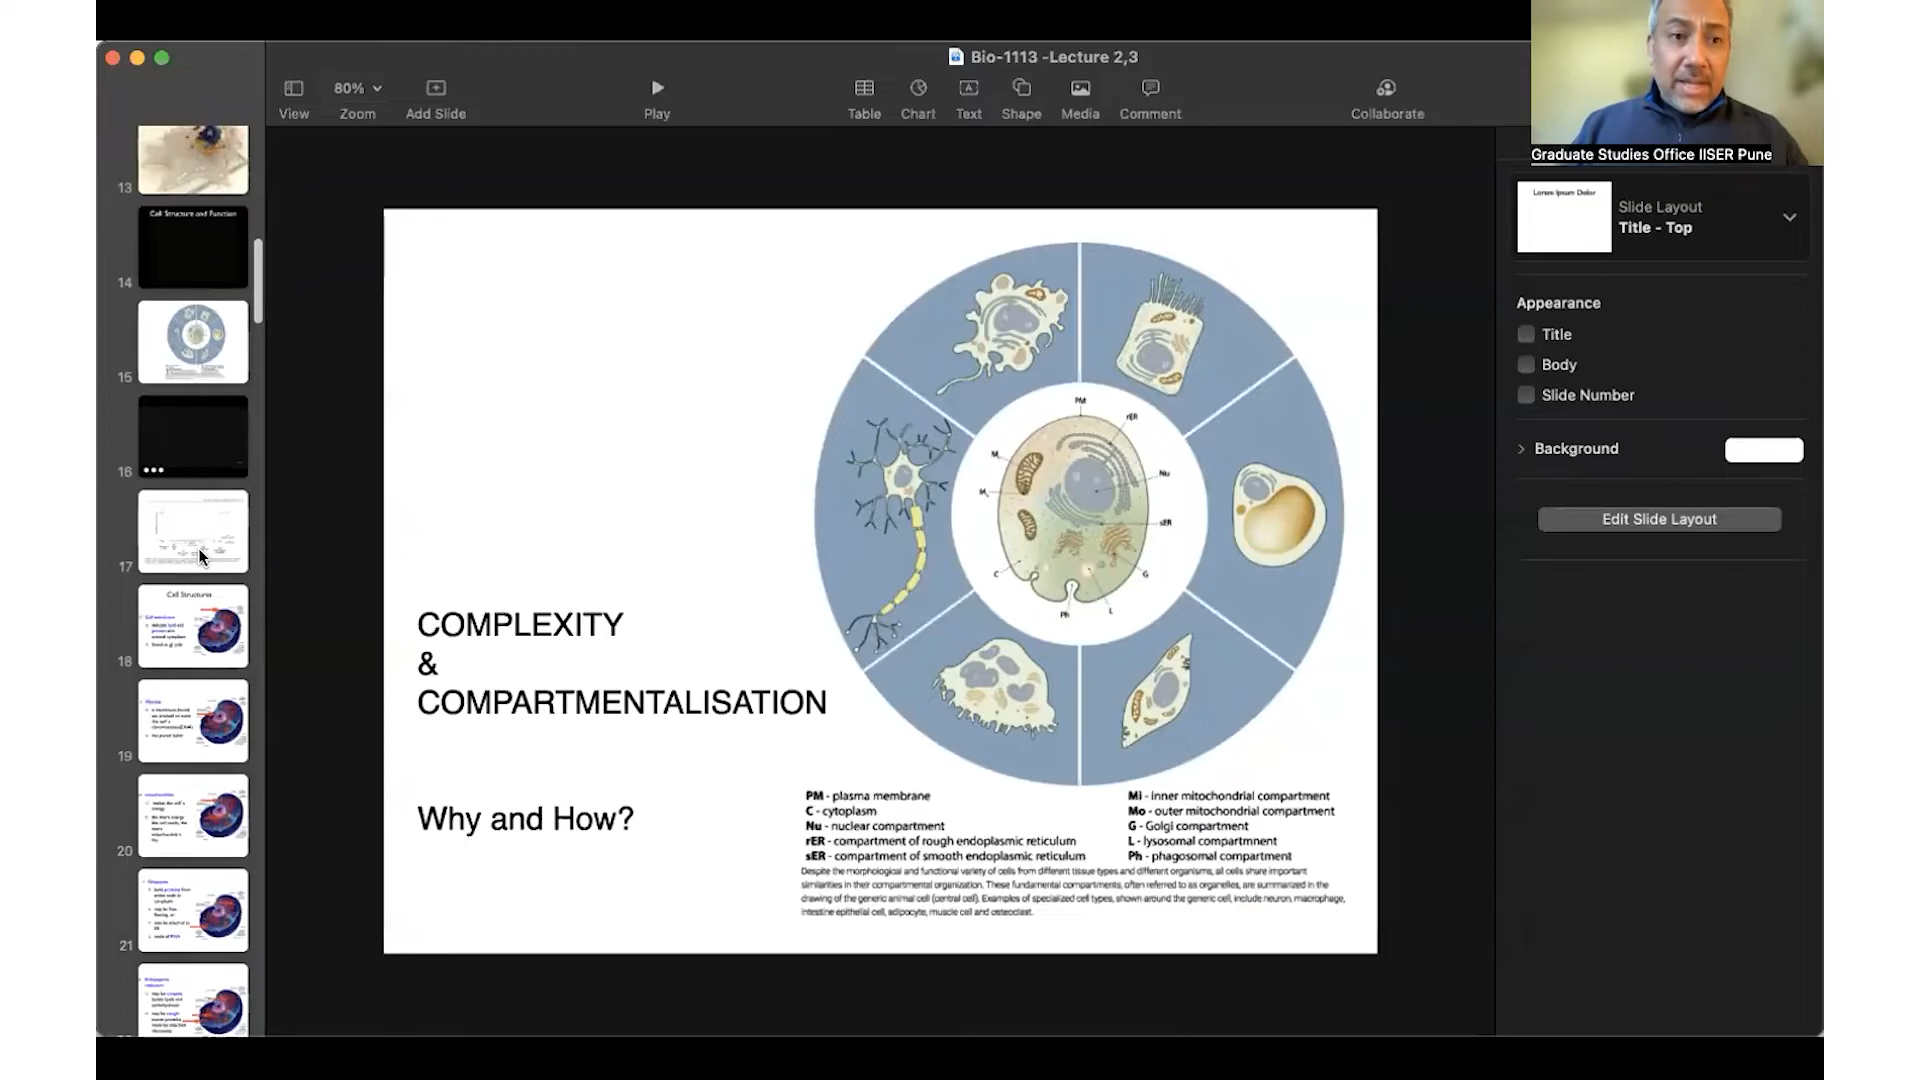 Bio-1113 -Lecture 2,3
80%
View
Zoom
Add Slide
Play
Table
Chart
Text
Shape
Media
Comment
Collaborate
Graduate Studies Office IISER Pune
13
Cell Structure and Function
14
15
16
17
Cell Structures
18
19
20
21
COMPLEXITY
&
COMPARTMENTALISATION
Why and How?
PM
rER
M
Nu
M
sER
C
G
L
Ph
PM - plasma membrane
C - cytoplasm
Nu - nuclear compartment
rER - compartment of rough endoplasmic reticulum
sER - compartment of smooth endoplasmic reticulum
Mi - inner mitochondrial compartment
Mo - outer mitochondrial compartment
G - Golgi compartment
L - lysosomal compartmnent
Ph - phagosomal compartment
Despite the morphological and functional variety of cells from different tissue types and different organisms, all cells share important
similarities in their compartmental organization. These fundamental compartments, often referred to as organelles, are summarized in the
drawing of the generic animal cell (central cell). Examples of specialized cell types, shown around the generic cell, include neuron, macrophage,
intestine epithelial cell, adipocyte, muscle cell and osteoclast.
Lorem Ipsum Dolor
Slide Layout
Title - Top
Appearance
Title
Body
Slide Number
Background
Edit Slide Layout